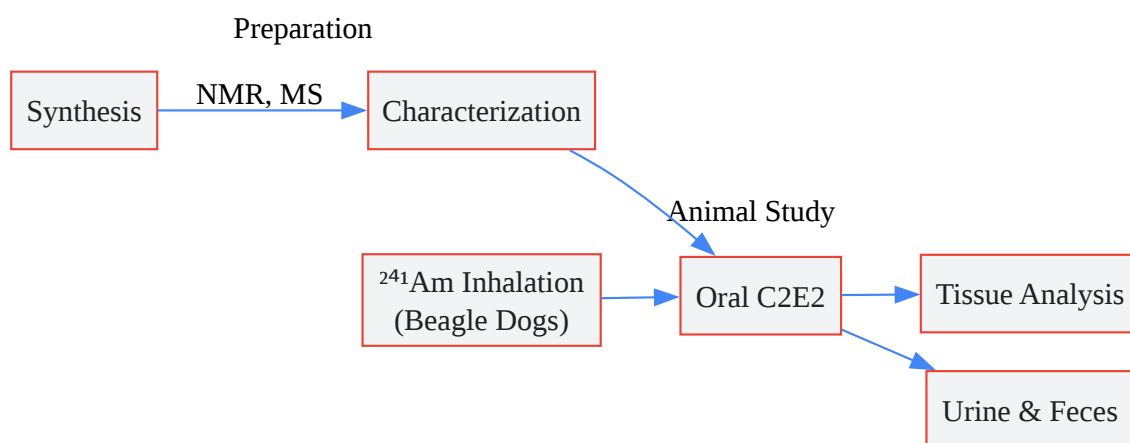 Preparation
Synthesis
NMR, MS
Characterization
Animal Study
²⁴¹Am Inhalation
(Beagle Dogs)
Oral C2E2
Tissue Analysis
Urine & Feces